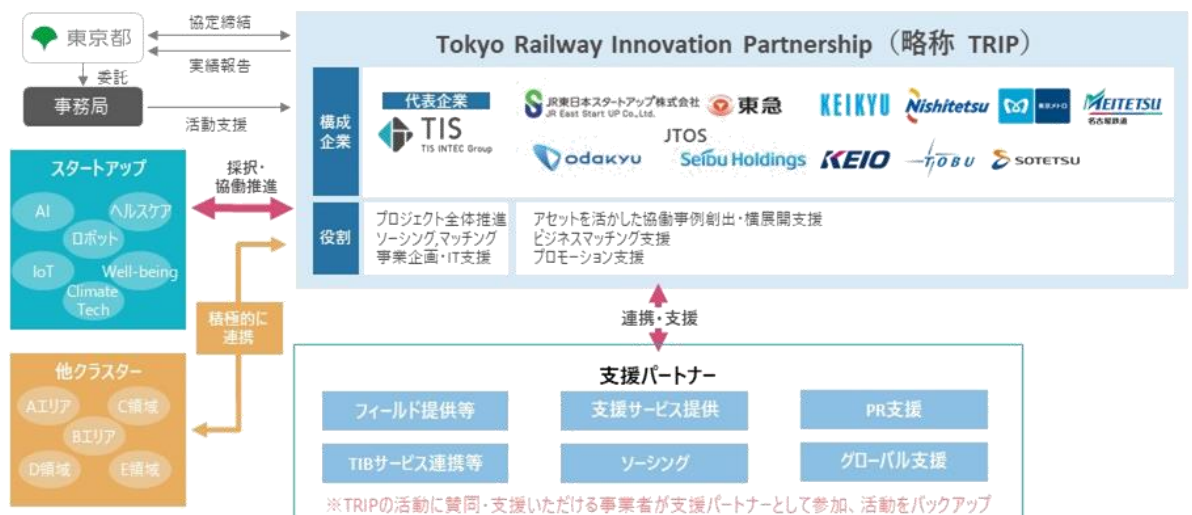 東京都
協定締結
実績報告
委託
事務局
活動支援
Tokyo Railway Innovation Partnership（略称 TRIP）
構成
企業
代表企業
TIS
TIS INTEC Group
JR東日本スタートアップ株式会社
JR East Start UP Co.,Ltd.
東急
KEIKYU
Nishitetsu
東京メトロ
MEITETSU
名古屋鉄道
JTOS
odakyu
Seibu Holdings
KEIO
TOBU
SOTETSU
役割
プロジェクト全体推進
ソーシング,マッチング
事業企画・IT支援
アセットを活かした協働事例創出・横展開支援
ビジネスマッチング支援
プロモーション支援
スタートアップ
AI
ヘルスケア
ロボット
IoT
Well-being
Climate
Tech
採択・
協働推進
積極的に
連携
他クラスター
Aエリア
C領域
Bエリア
D領域
E領域
連携・支援
支援パートナー
フィールド提供等
支援サービス提供
PR支援
TIBサービス連携等
ソーシング
グローバル支援
※TRIPの活動に賛同・支援いただける事業者が支援パートナーとして参加、活動をバックアップ